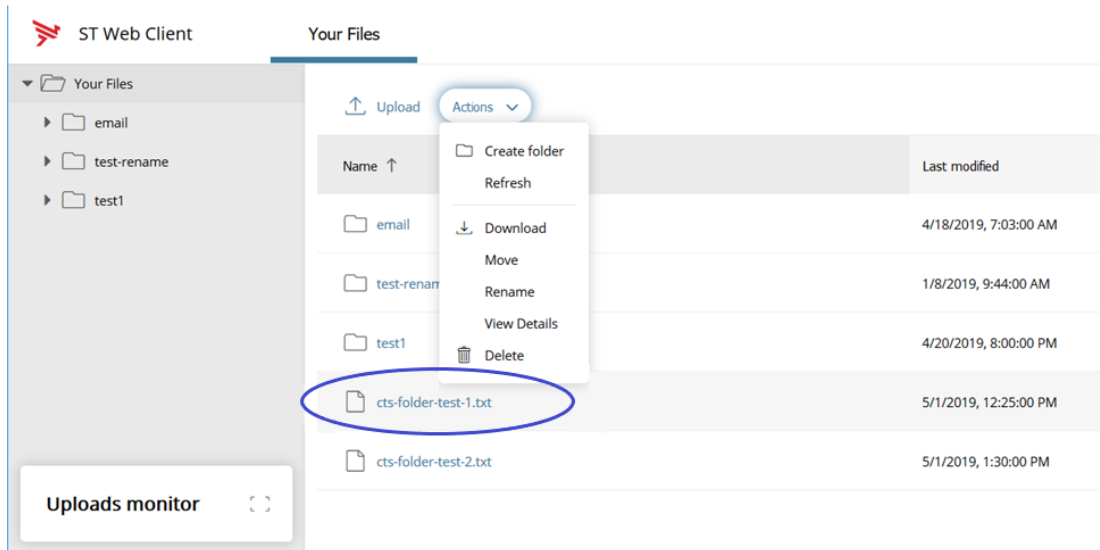 ST Web Client
Your Files
Your Files
email
test-rename
test1
Upload
Actions
Create folder
Refresh
Download
Move
Rename
View Details
Delete
Name
Last modified
email
4/18/2019, 7:03:00 AM
test-renam
1/8/2019, 9:44:00 AM
test1
4/20/2019, 8:00:00 PM
cts-folder-test-1.txt
5/1/2019, 12:25:00 PM
cts-folder-test-2.txt
5/1/2019, 1:30:00 PM
Uploads monitor